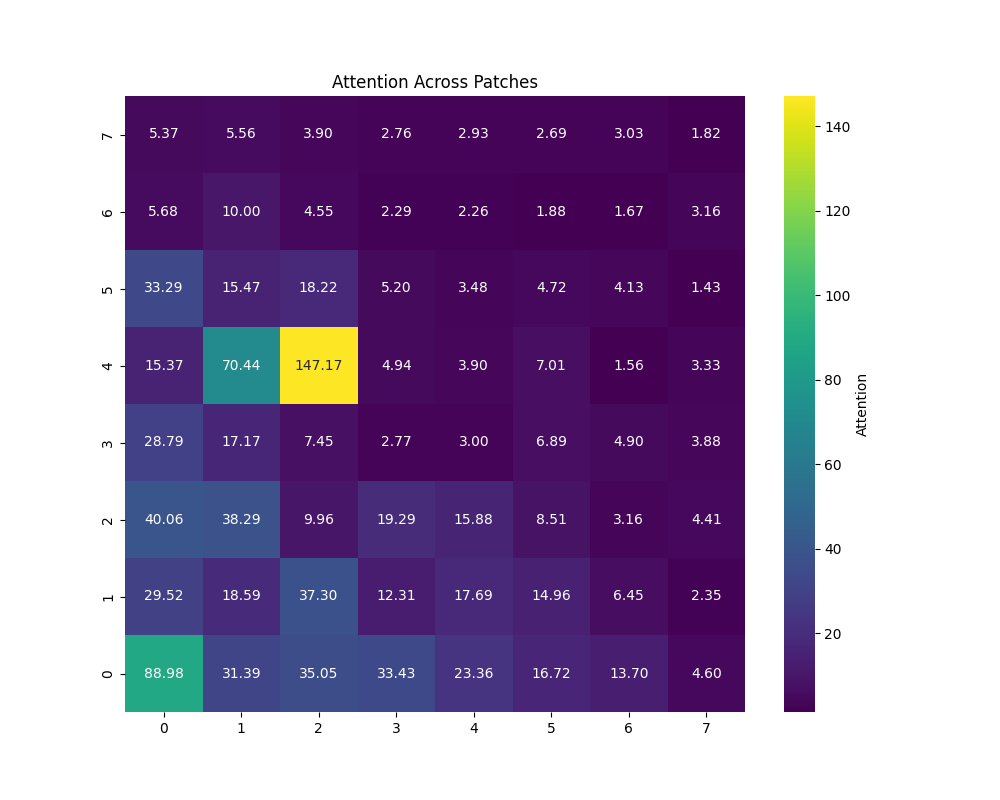 Attention Across Patches
7 5.37 5.56 3.90 2.76 2.93 2.69 3.03 1.82
6 5.68 10.00 4.55 2.29 2.26 1.88 1.67 3.16
5 33.29 15.47 18.22 5.20 3.48 4.72 4.13 1.43
4 15.37 70.44 147.17 4.94 3.90 7.01 1.56 3.33
3 28.79 17.17 7.45 2.77 3.00 6.89 4.90 3.88
2 40.06 38.29 9.96 19.29 15.88 8.51 3.16 4.41
1 29.52 18.59 37.30 12.31 17.69 14.96 6.45 2.35
0 88.98 31.39 35.05 33.43 23.36 16.72 13.70 4.60
0 1 2 3 4 5 6 7
140
120
100
80
60
40
20
Attention